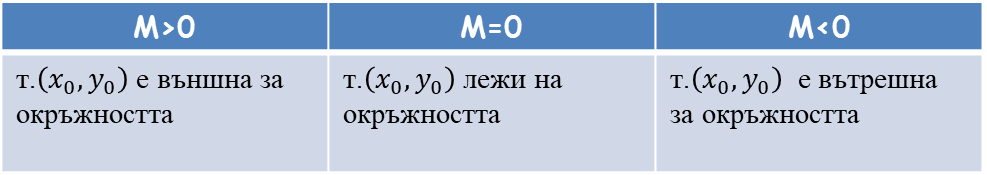 M>0
M=0
M<0
т.(x₀, y₀) е външна за
окръжността
т.(x₀, y₀) лежи на
окръжността
т.(x₀, y₀) е вътрешна
за окръжността